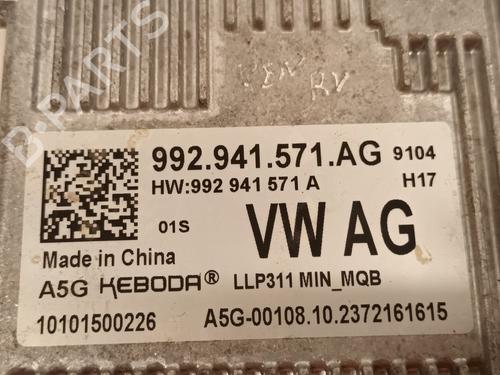 B-PARTS
992.941.571.AG 9104
HW:992 941 571 A H17
01S VW AG
Made in China
A5G KEBODA® LLP311 MIN_MQB
10101500226 A5G-00108.10.2372161615